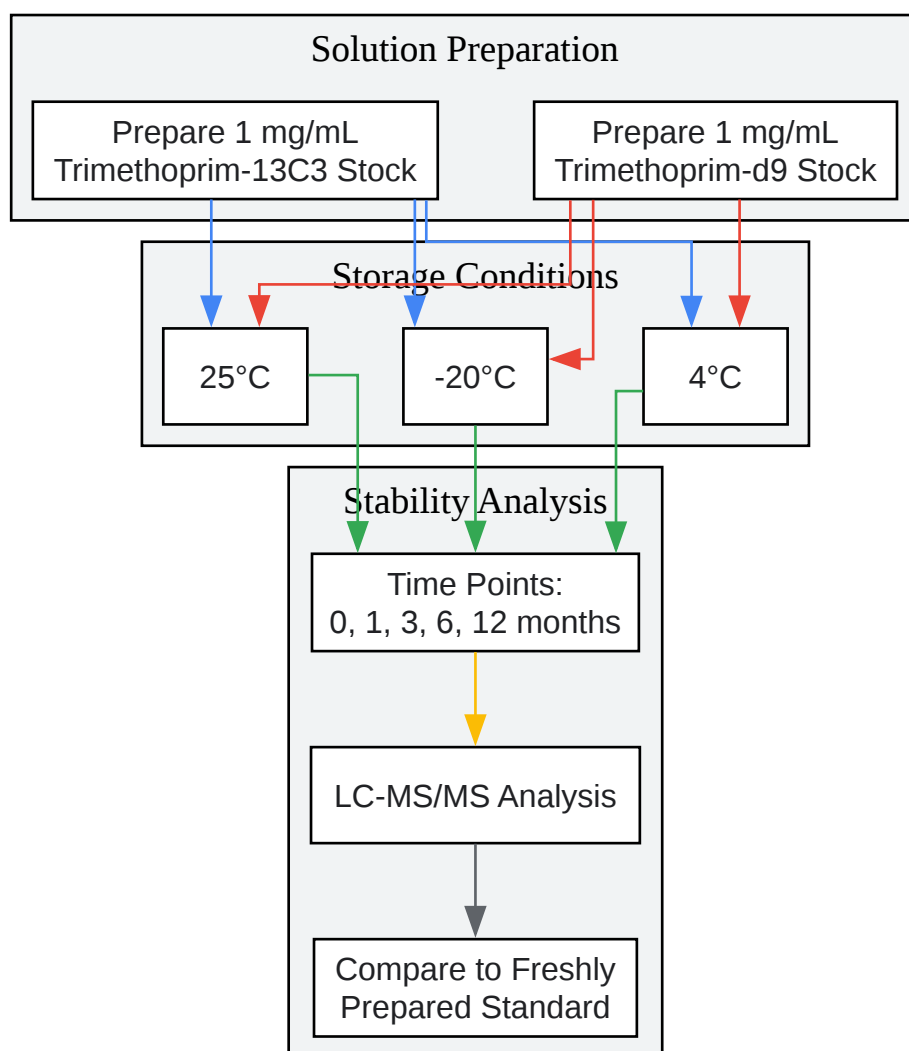 Solution Preparation
Prepare 1 mg/mL
Trimethoprim-13C3 Stock
Prepare 1 mg/mL
Trimethoprim-d9 Stock
Storage Conditions
25°C
-20°C
4°C
Stability Analysis
Time Points:
0, 1, 3, 6, 12 months
LC-MS/MS Analysis
Compare to Freshly
Prepared Standard